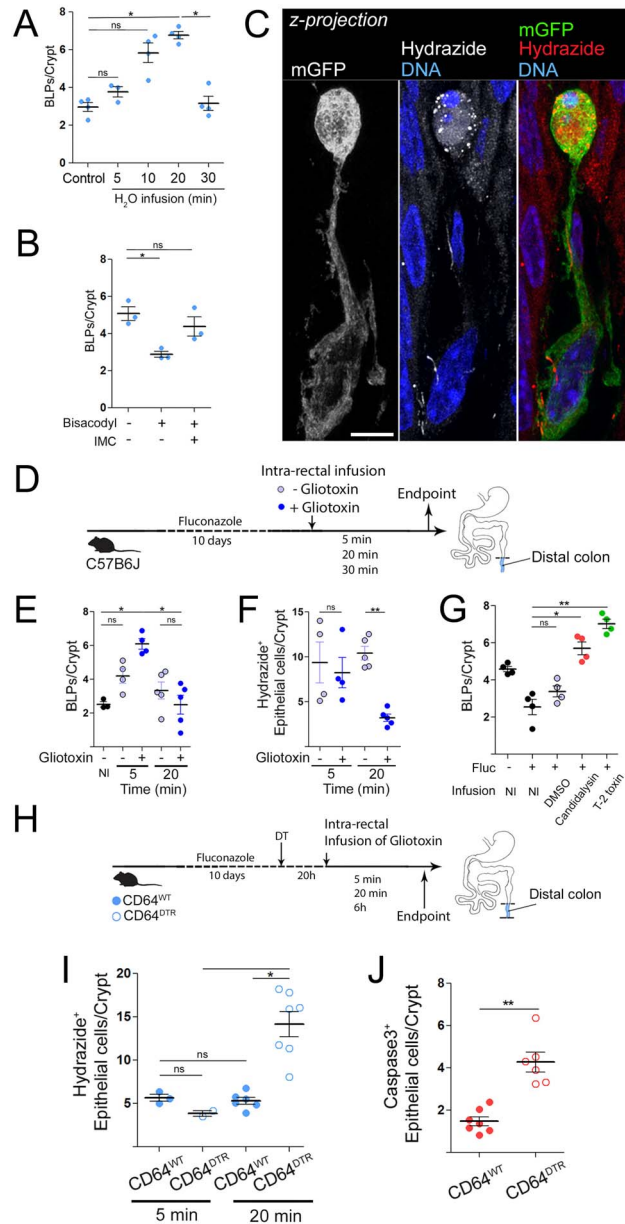 A
BLPs/Crypt
8
6
4
2
0
*
ns
*
ns
Control
5
10
20
30
H2O infusion (min)
B
BLPs/Crypt
8
6
4
2
0
ns
*
Bisacodyl - + +
IMC - - +
C
z-projection
mGFP
Hydrazide
DNA
mGFP
Hydrazide
DNA
D
Intra-rectal infusion
- Gliotoxin
+ Gliotoxin
Endpoint
Fluconazole
10 days
5 min
20 min
30 min
C57B6J
Distal colon
E
BLPs/Crypt
8
6
4
2
* *
ns ns
Gliotoxin - - + - +
NI 5 20
Time (min)
F
Hydrazide+
Epithelial cells/Crypt
20
15
10
5
0
ns **
Gliotoxin - + - +
5 20
Time (min)
G
BLPs/Crypt
8
6
4
2
0
**
*
ns
Fluc - + + + +
Infusion NI NI DMSO Candidalysin T-2 toxin
H
DT
Intra-rectal
Infusion of Gliotoxin
Fluconazole
10 days
20h
5 min
20 min
6h
Endpoint
CD64WT
CD64DTR
Distal colon
I
Hydrazide+
Epithelial cells/Crypt
20
15
10
5
*
ns
ns
CD64WT CD64DTR CD64WT CD64DTR
5 min 20 min
J
Caspase3+
Epithelial cells/Crypt
8
6
4
2
**
CD64WT CD64DTR